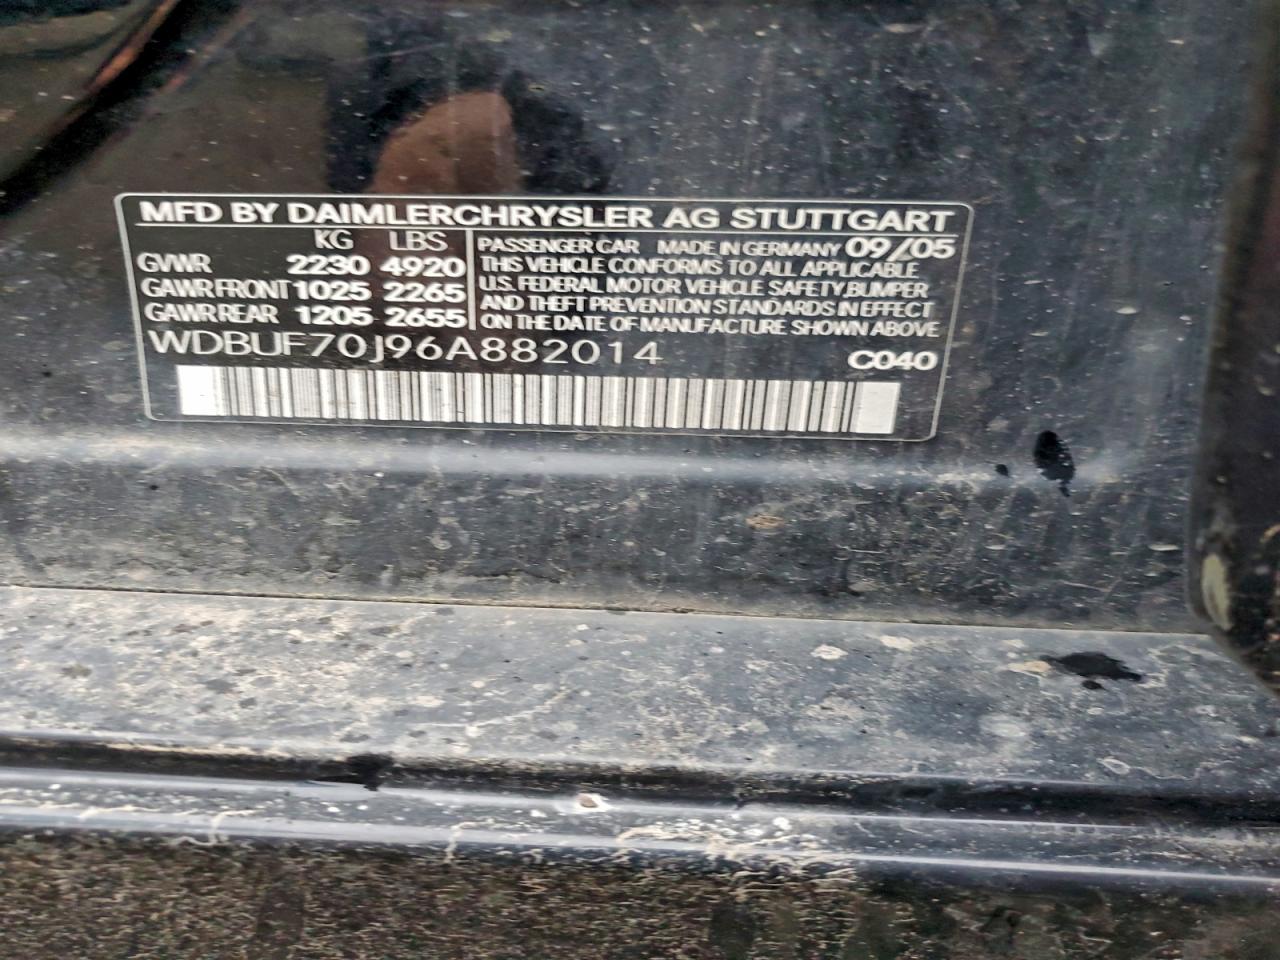 MFD BY DAIMLERCHRYSLER AG STUTTGART
KG LBS
GVWR 2230 4920
GAWR FRONT 1025 2265
GAWR REAR 1205 2655
PASSENGER CAR MADE IN GERMANY 09/05
THIS VEHICLE CONFORMS TO ALL APPLICABLE
U.S. FEDERAL MOTOR VEHICLE SAFETY,BUMPER
AND THEFT PREVENTION STANDARDS IN EFFECT
ON THE DATE OF MANUFACTURE SHOWN ABOVE
WDBUF70J96A882014 C040